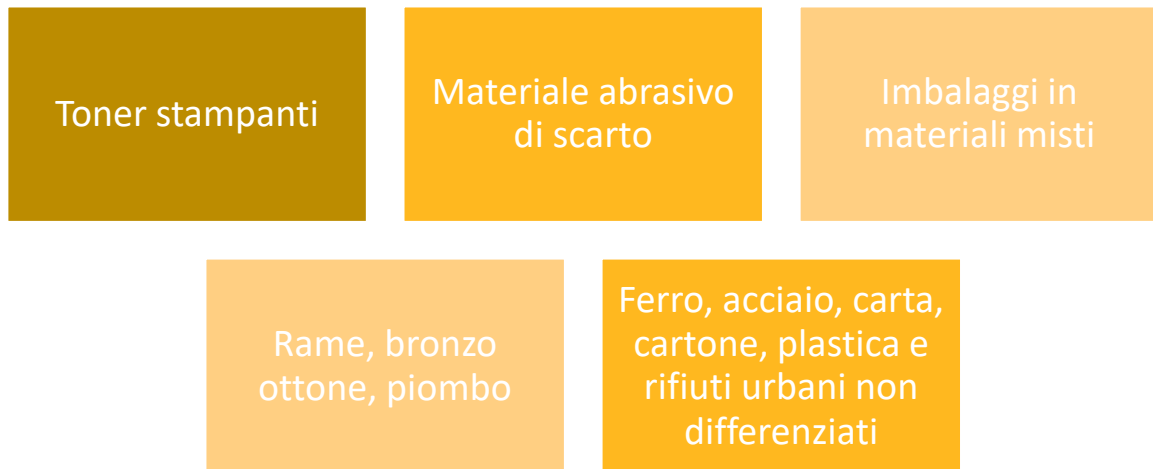 Toner stampanti
Materiale abrasivo
di scarto
Imbalaggi in
materiali misti
Rame, bronzo
ottone, piombo
Ferro, acciaio, carta,
cartone, plastica e
rifiuti urbani non
differenziati